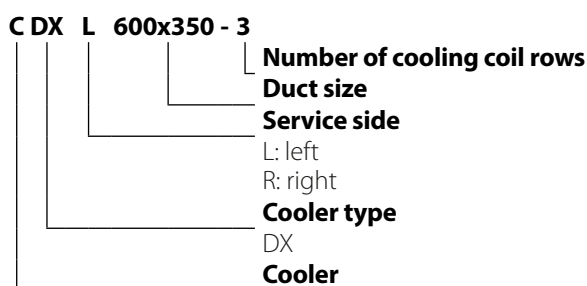 C DX L 600x350 - 3
Number of cooling coil rows
Duct size
Service side
L: left
R: right
Cooler type
DX
Cooler